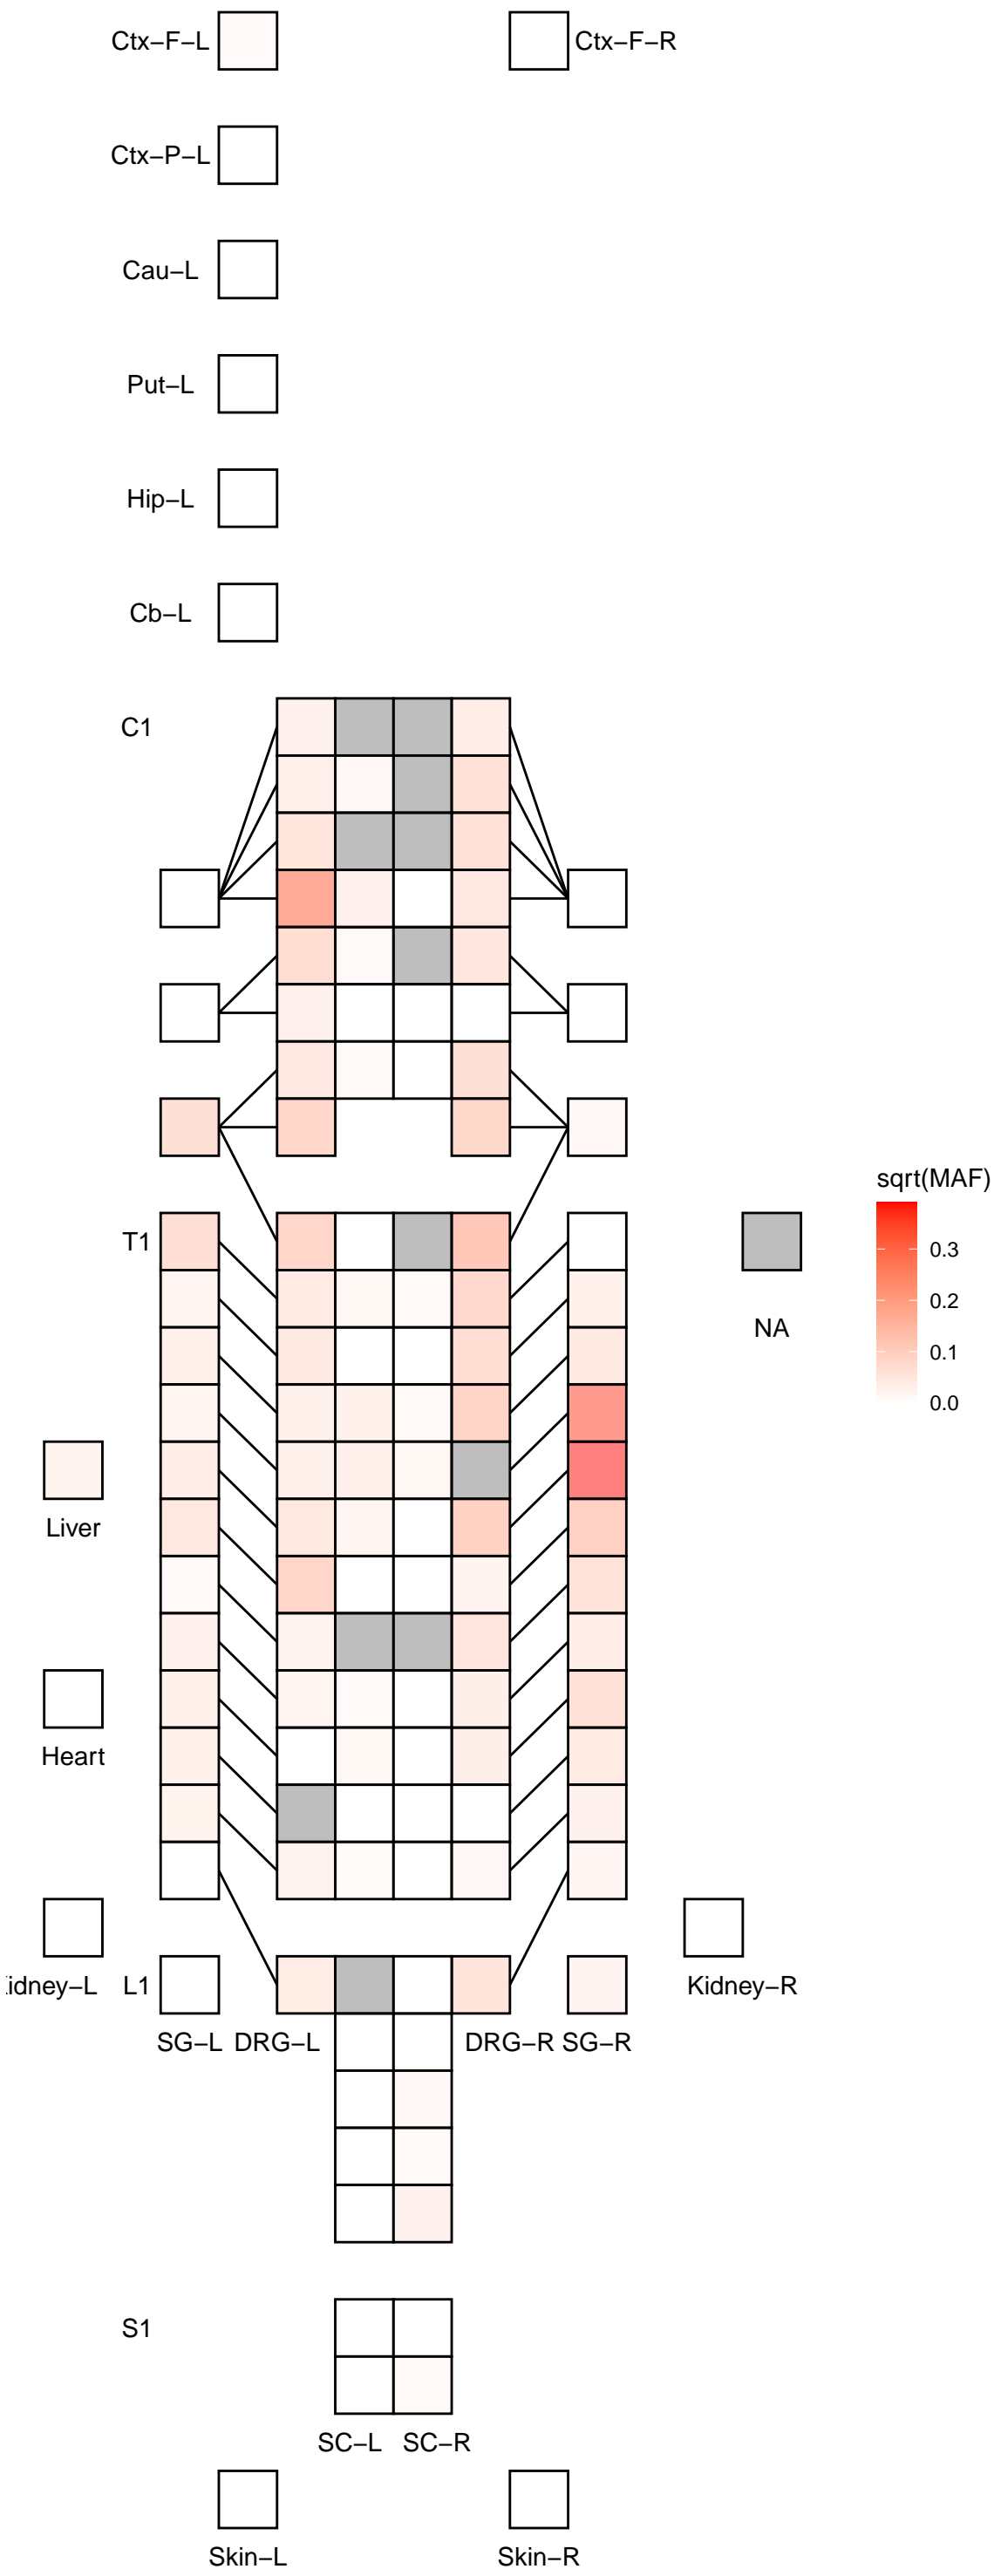 Ctx–F–L
Ctx–F–R
Ctx–P–L
Cau–L
Put–L
Hip–L
Cb–L
C1
sqrt(MAF)
T1
0.3
0.2
NA
0.1
0.0
Liver
Heart
idney–L
L1
Kidney–R
SG–L
DRG–L
DRG–R
SG–R
S1
SC–L
SC–R
Skin–L
Skin–R